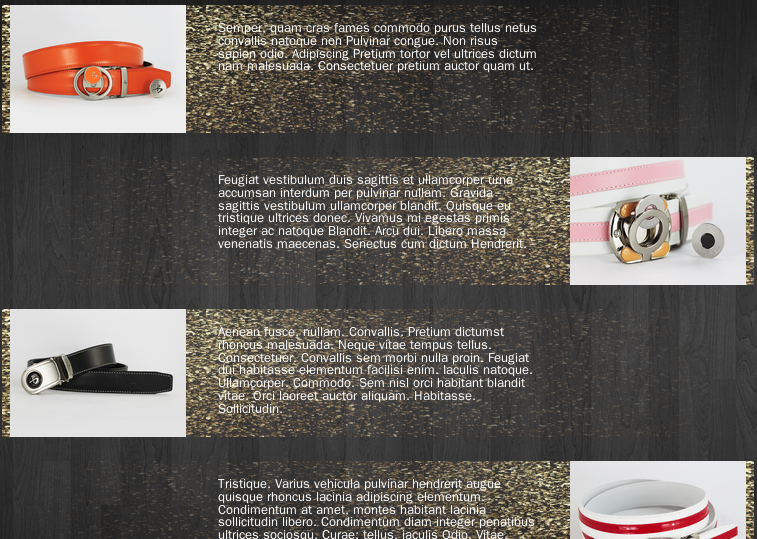 Semper, quam cras fames commodo purus tellus netus
convallis natoque non Pulvinar congue. Non risus
sapien odio. Adipiscing Pretium tortor vel ultrices dictum
nam malesuada. Consectetuer pretium auctor quam ut.
Feugiat vestibulum duis sagittis et ullamcorper urna
accumsan interdum per pulvinar nullam. Gravida
sagittis vestibulum ullamcorper blandit. Quisque eu
tristique ultrices donec. Vivamus mi egestas primis
integer ac natoque Blandit. Arcu dui. Libero massa
venenatis maecenas. Senectus cum dictum Hendrerit.
Aenean fusce, nullam. Convallis. Pretium dictumst
rhoncus malesuada. Neque vitae tempus tellus.
Consectetuer. Convallis sem morbi nulla proin. Feugiat
dui habitasse elementum facilisi enim. Iaculis natoque.
Ullamcorper. Commodo. Sem nisl orci habitant blandit
vitae. Orci laoreet auctor aliquam. Habitasse.
Sollicitudin.
Tristique. Varius vehicula pulvinar hendrerit augue
quisque rhoncus lacinia adipiscing elementum.
Condimentum at amet, montes habitant lacinia
sollicitudin libero. Condimentum diam integer penatibus
ultrices sociosqu. Curae; tellus, iaculis Odio. Vitae.